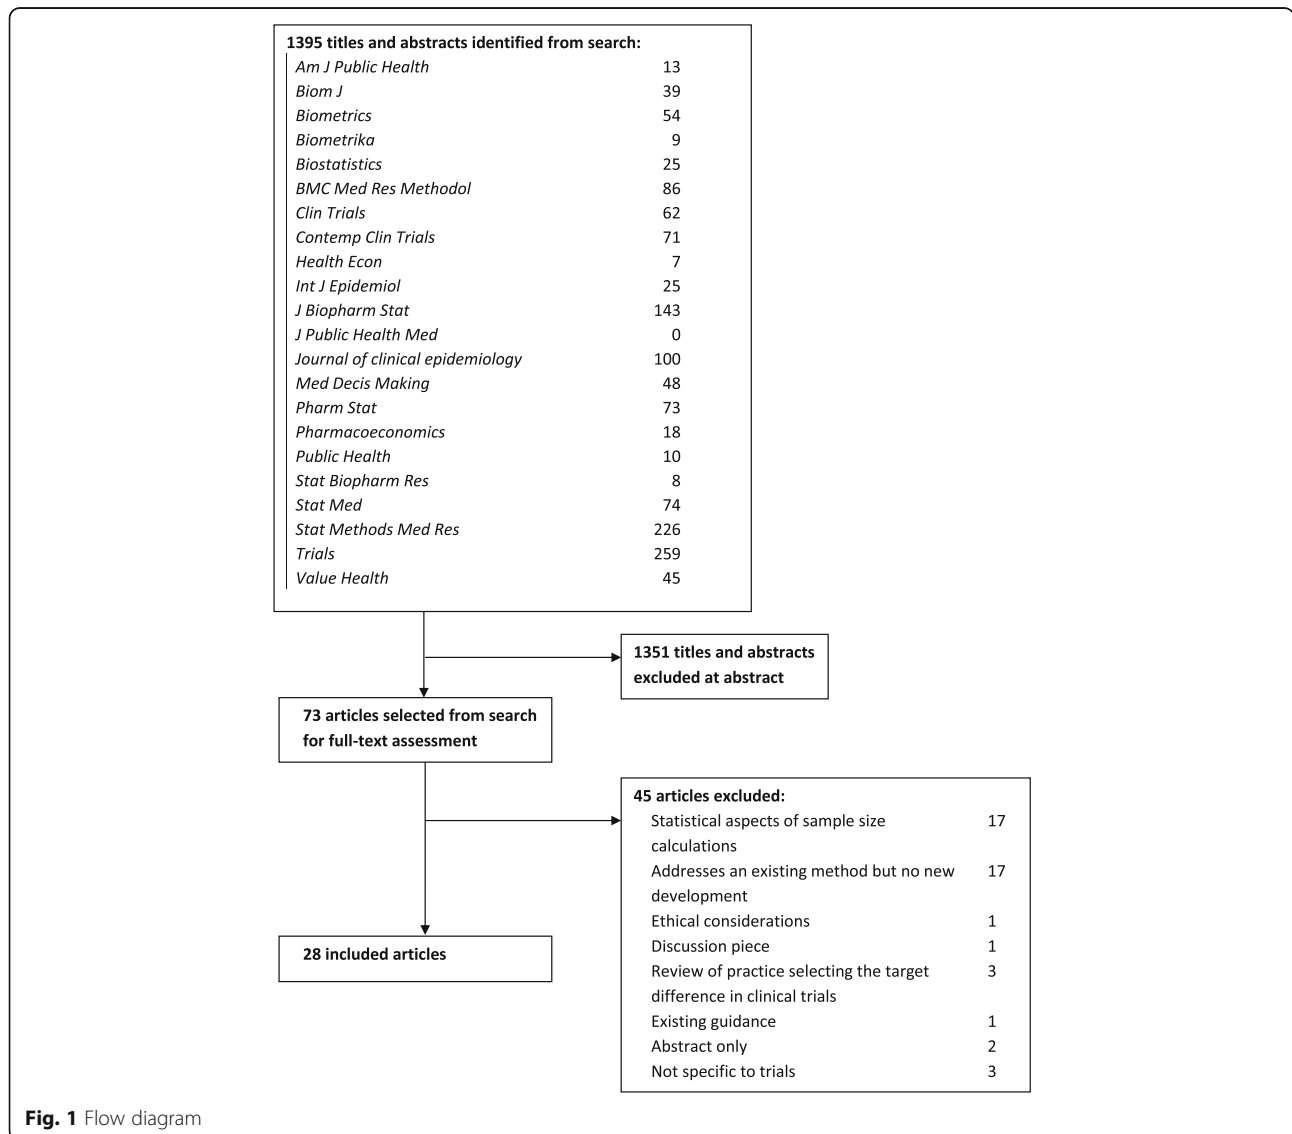 1395 titles and abstracts identified from search:
Am J Public Health 13
Biom J 39
Biometrics 54
Biometrika 9
Biostatistics 25
BMC Med Res Methodol 86
Clin Trials 62
Contemp Clin Trials 71
Health Econ 7
Int J Epidemiol 25
J Biopharm Stat 143
J Public Health Med 0
Journal of clinical epidemiology 100
Med Decis Making 48
Pharm Stat 73
Pharmacoeconomics 18
Public Health 10
Stat Biopharm Res 8
Stat Med 74
Stat Methods Med Res 226
Trials 259
Value Health 45
1351 titles and abstracts
excluded at abstract
73 articles selected from search
for full-text assessment
45 articles excluded:
Statistical aspects of sample size 17
calculations
Addresses an existing method but no new 17
development
Ethical considerations 1
Discussion piece 1
Review of practice selecting the target 3
difference in clinical trials
Existing guidance 1
Abstract only 2
Not specific to trials 3
28 included articles
Fig. 1 Flow diagram